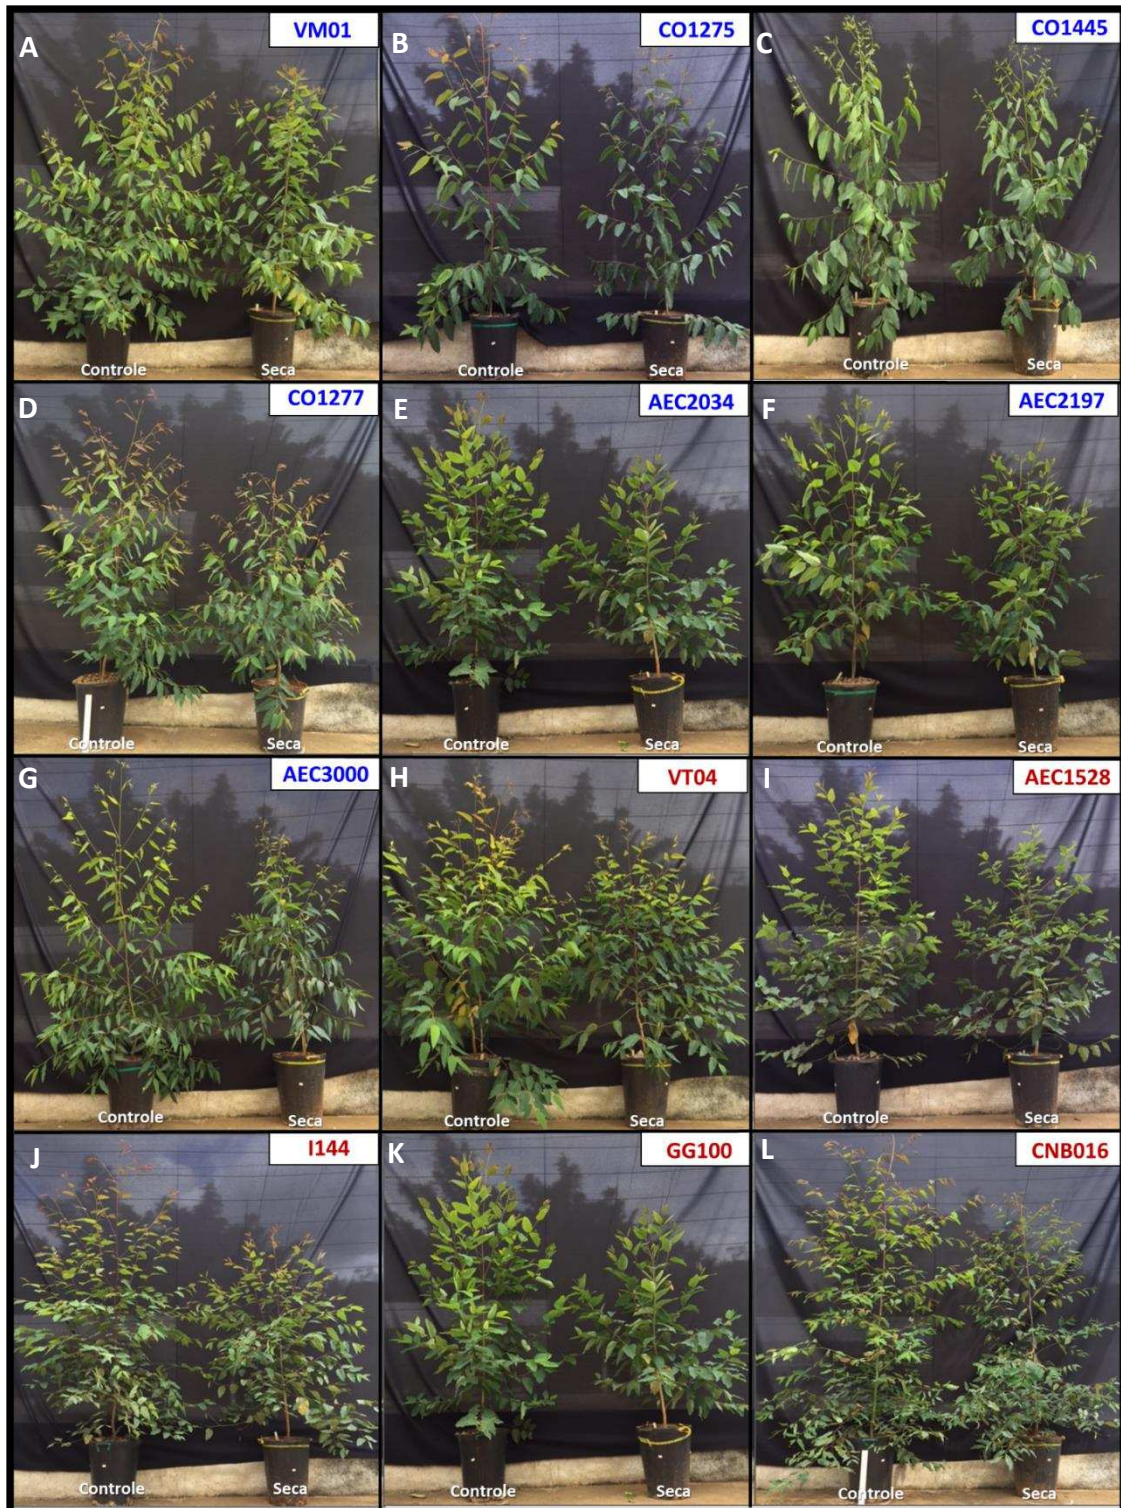 A VM01
Controle Seca
B CO1275
Controle Seca
C CO1445
Controle Seca
D CO1277
Controle Seca
E AEC2034
Controle Seca
F AEC2197
Controle Seca
G AEC3000
Controle Seca
H VT04
Controle Seca
I AEC1528
Controle Seca
J I144
Controle Seca
K GG100
Controle Seca
L CNB016
Controle Seca